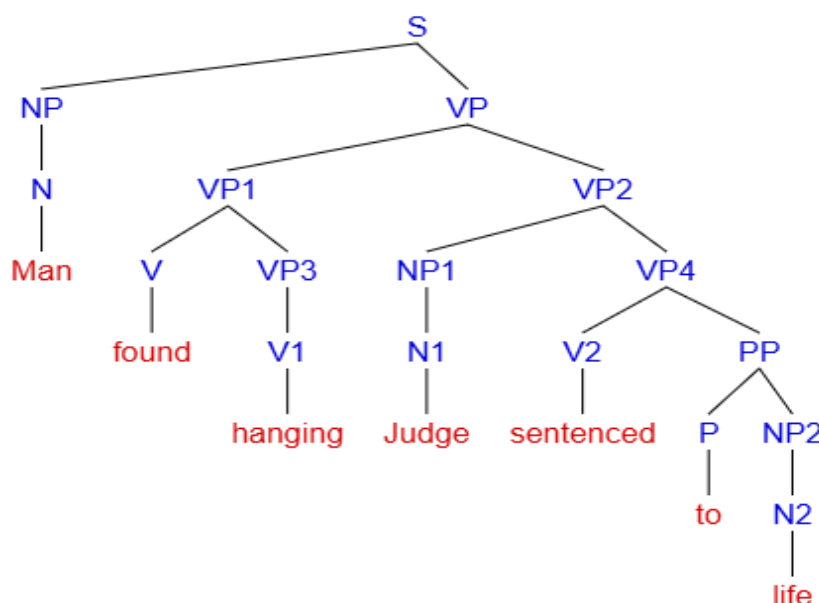 S
NP VP
N VP1 VP2
Man V VP3 NP1 VP4
found V1 N1 V2 PP
hanging Judge sentenced P NP2
to N2
life